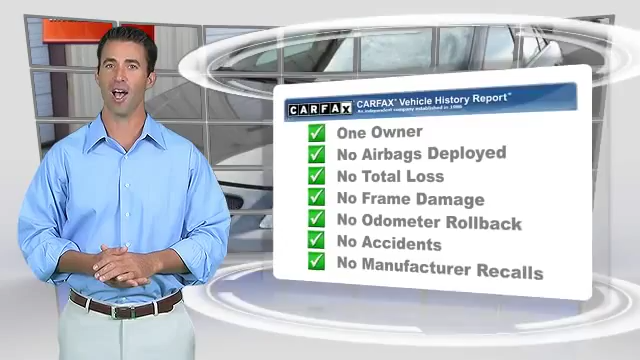 CARFAX CARFAX™ Vehicle History Report™
An independent company established in 1986
One Owner
No Airbags Deployed
No Total Loss
No Frame Damage
No Odometer Rollback
No Accidents
No Manufacturer Recalls